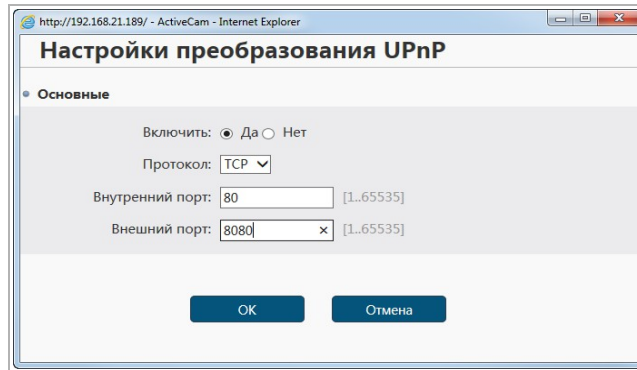 http://192.168.21.189/ - ActiveCam - Internet Explorer
Настройки преобразования UPnP
Основные
Включить: Да Нет
Протокол: TCP
Внутренний порт: 80 [1..65535]
Внешний порт: 8080 [1..65535]
OK Отмена